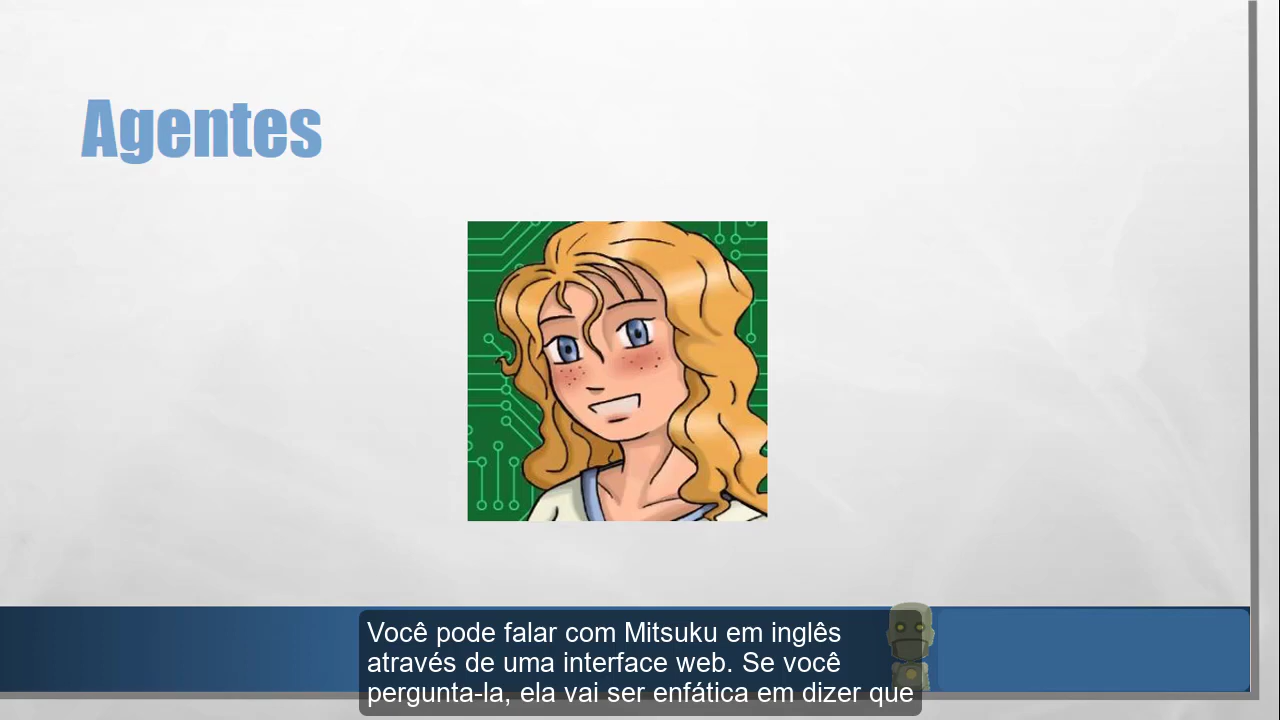 Agentes
Você pode falar com Mitsuku em inglês
através de uma interface web. Se você
pergunta-la, ela vai ser enfática em dizer que